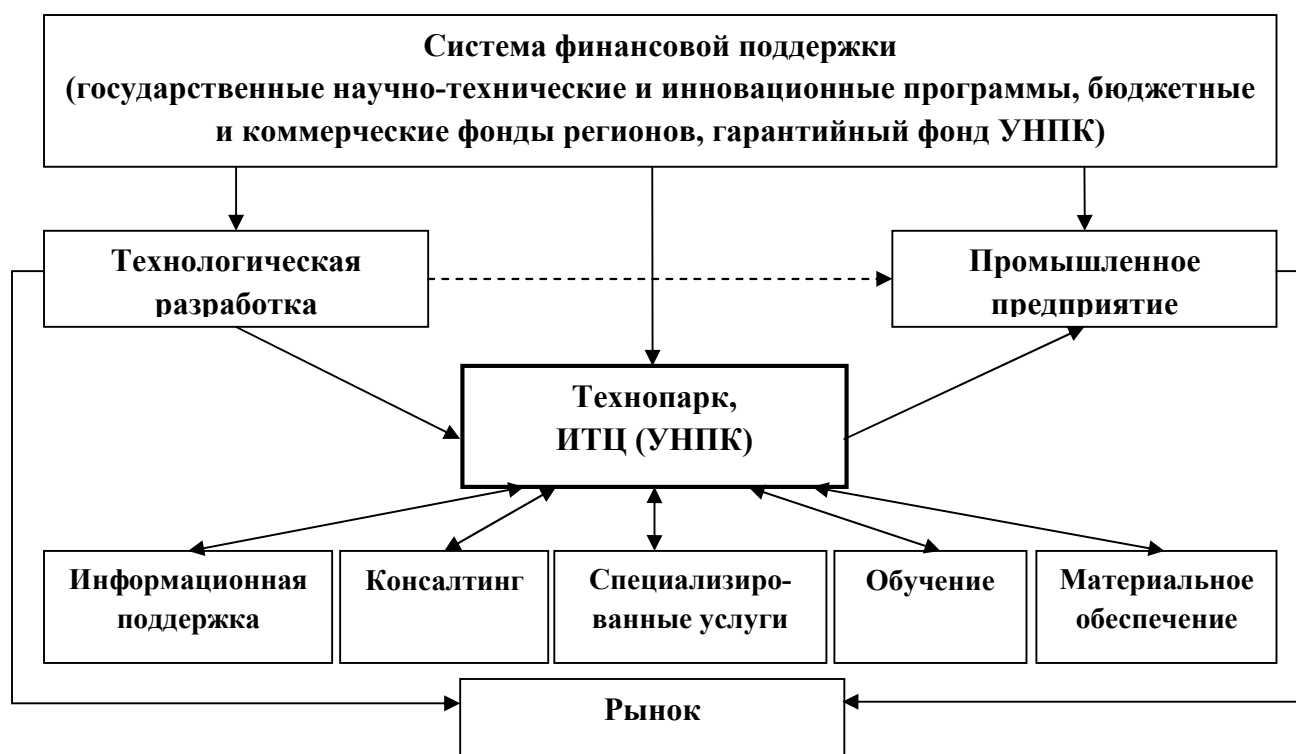 Система финансовой поддержки
(государственные научно-технические и инновационные программы, бюджетные
и коммерческие фонды регионов, гарантийный фонд УНПК)
Технологическая
разработка
Промышленное
предприятие
Технопарк,
ИТЦ (УНПК)
Информационная
поддержка
Консалтинг
Специализиро-
ванные услуги
Обучение
Материальное
обеспечение
Рынок